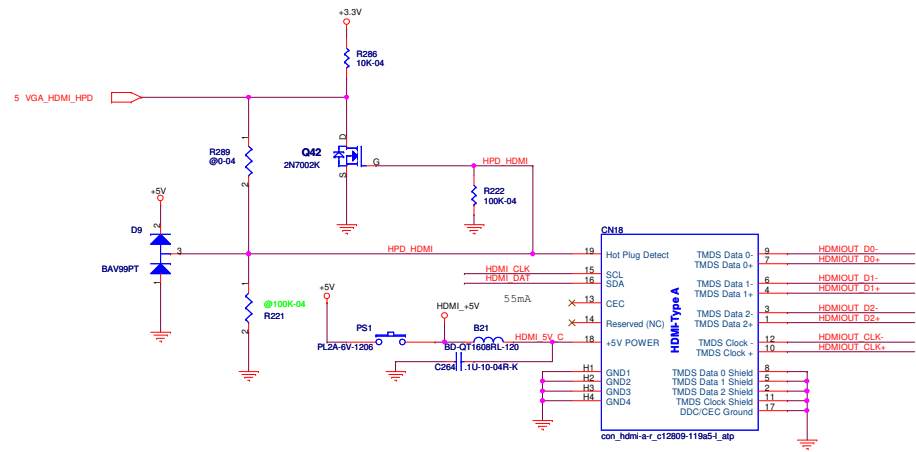 +3.3V
R286
10K-04
5 VGA_HDMI_HPD
1
R289
@0-04
2
Q42
2N7002K
D
G
S
HPD_HDMI
R222
100K-04
+5V
2
D9
3
BAV99PT
1
HPD_HDMI
1
@100K-04
R221
2
CN18
19 Hot Plug Detect
TMDS Data 0- 9 HDMIOUT_D0-
TMDS Data 0+ 7 HDMIOUT_D0+
HDMI_CLK 15 SCL
HDMI_DAT 16 SDA
TMDS Data 1- 6 HDMIOUT_D1-
TMDS Data 1+ 4 HDMIOUT_D1+
+5V
HDMI_+5V
55mA
13 CEC
14 Reserved (NC)
TMDS Data 2- 3 HDMIOUT_D2-
TMDS Data 2+ 1 HDMIOUT_D2+
PS1
PL2A-6V-1206
B21
BD-QT1608RL-120
HDMI_5V_C
18 +5V POWER
TMDS Clock - 12 HDMIOUT_CLK-
TMDS Clock + 10 HDMIOUT_CLK+
C264 .1U-10-04R-K
HDMI-Type A
H1 GND1
H2 GND2
H3 GND3
H4 GND4
TMDS Data 0 Shield 8
TMDS Data 1 Shield 5
TMDS Data 2 Shield 2
TMDS Clock Shield 11
DDC/CEC Ground 17
con_hdmi-a-r_c12809-119a5-l_atp